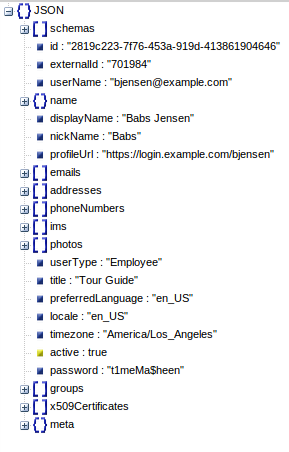 JSON
schemas
id : "2819c223-7f76-453a-919d-413861904646"
externalId : "701984"
userName : "bjensen@example.com"
name
displayName : "Babs Jensen"
nickName : "Babs"
profileUrl : "https://login.example.com/bjensen"
emails
addresses
phoneNumbers
ims
photos
userType : "Employee"
title : "Tour Guide"
preferredLanguage : "en_US"
locale : "en_US"
timezone : "America/Los_Angeles"
active : true
password : "t1meMa$heen"
groups
x509Certificates
meta